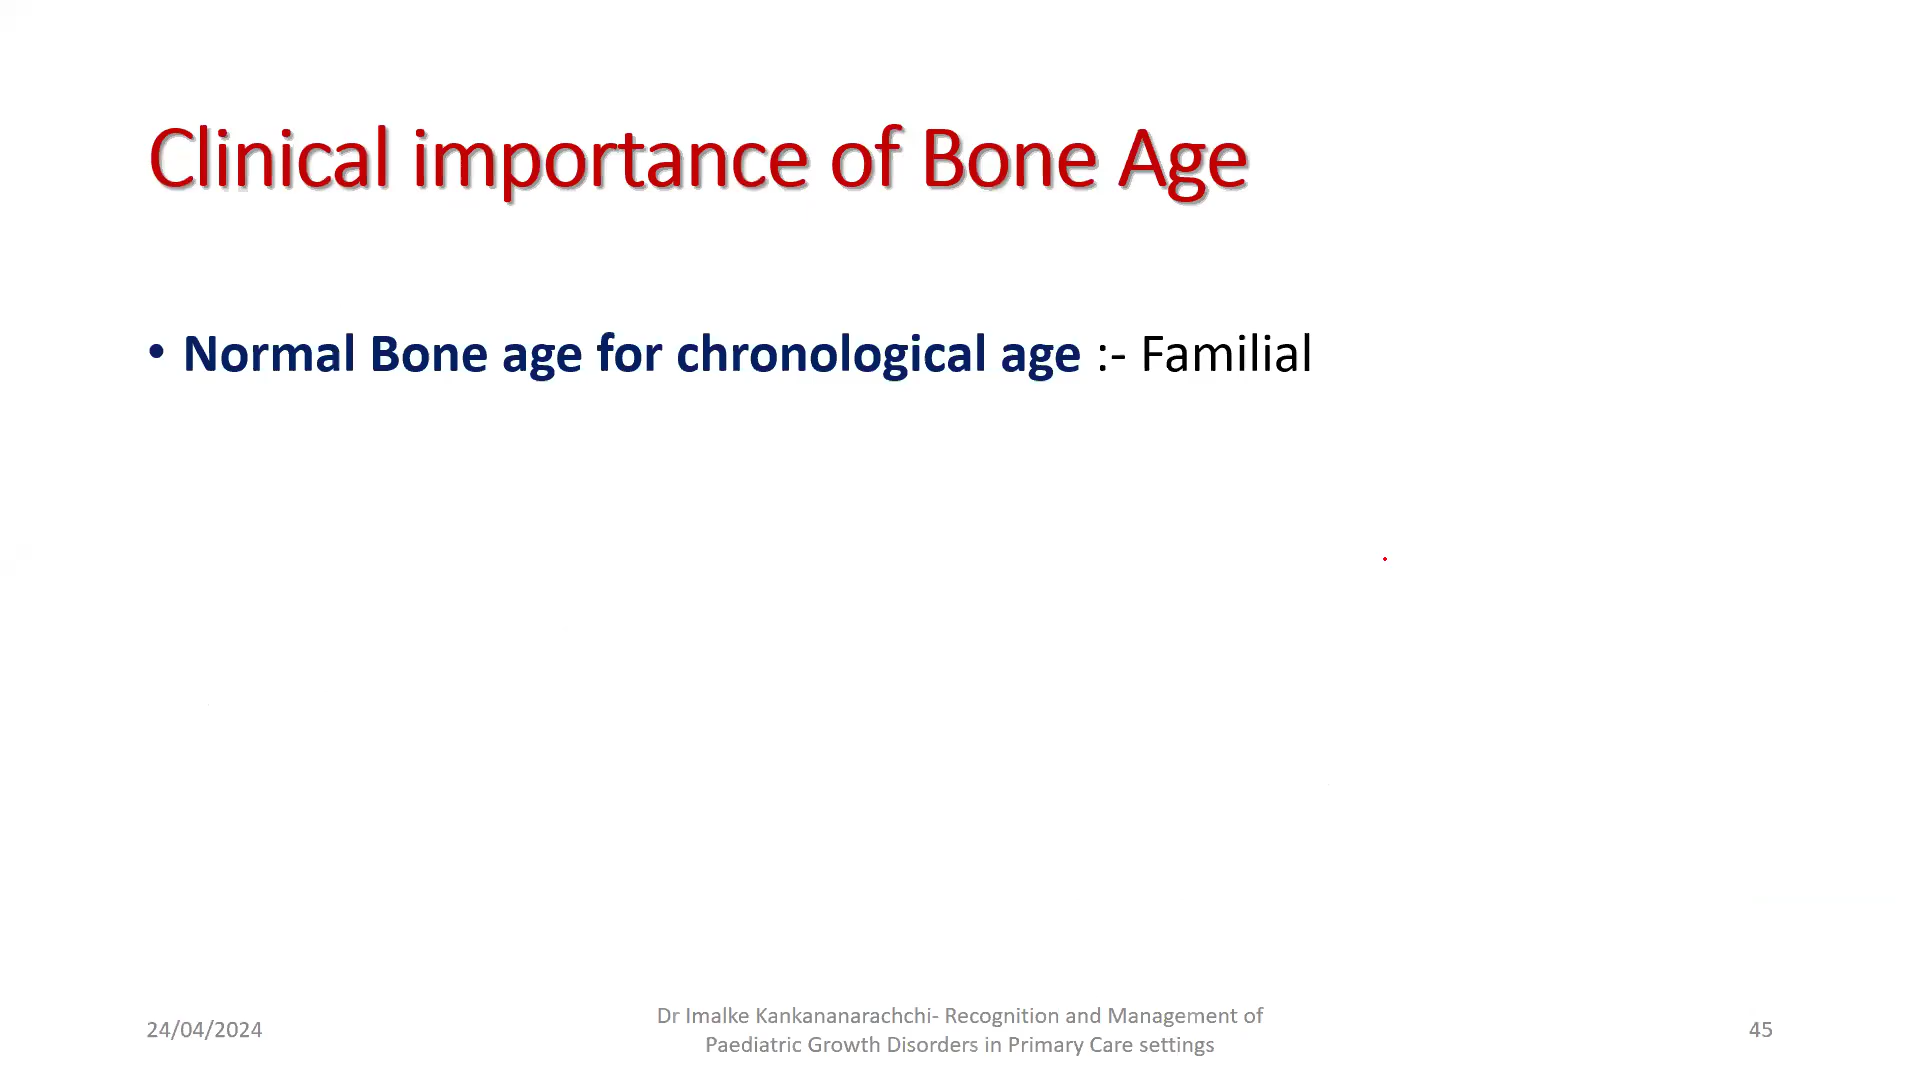 Clinical importance of Bone Age
• Normal Bone age for chronological age :- Familial
24/04/2024
Dr Imalke Kankananarachchi- Recognition and Management of
Paediatric Growth Disorders in Primary Care settings
45